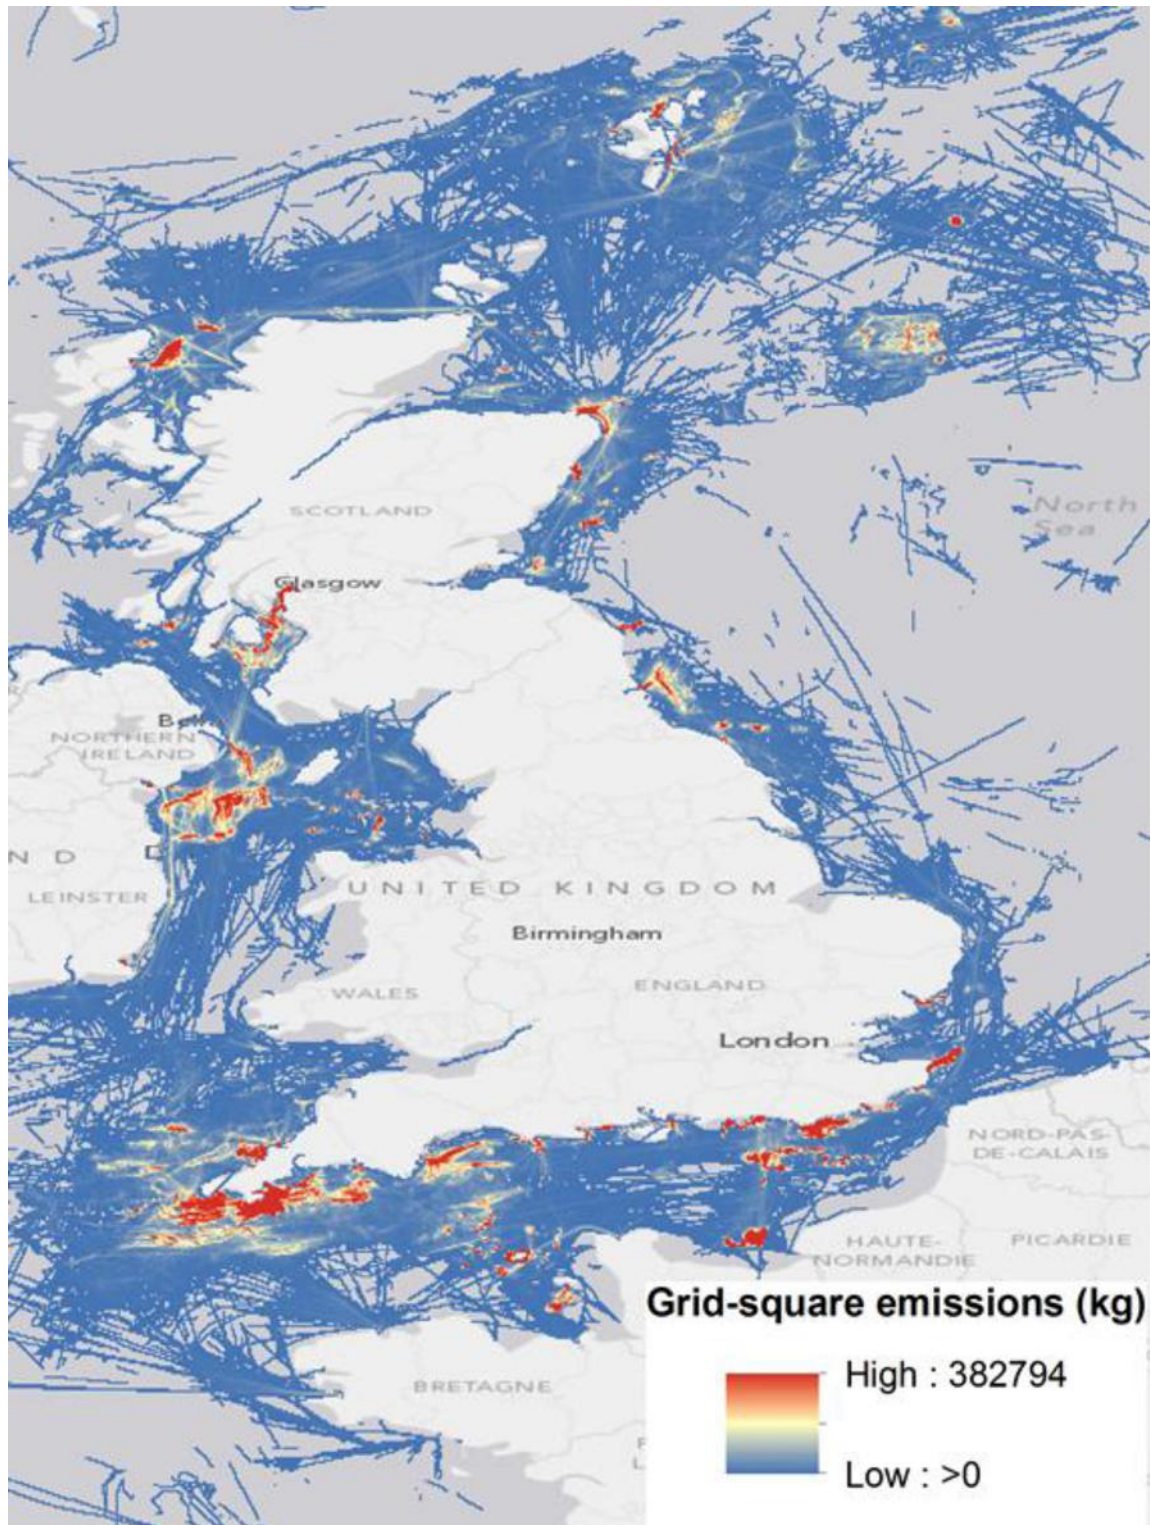 North
Sea
SCOTLAND
Glasgow
NORTHERN
IRELAND
N D
LEINSTER
UNITED KINGDOM
Birmingham
WALES
ENGLAND
London
NORD-PAS-
DE-CALAIS
HAUTE-
NORMANDIE
PICARDIE
BRETAGNE
Grid-square emissions (kg)
High : 382794
Low : >0